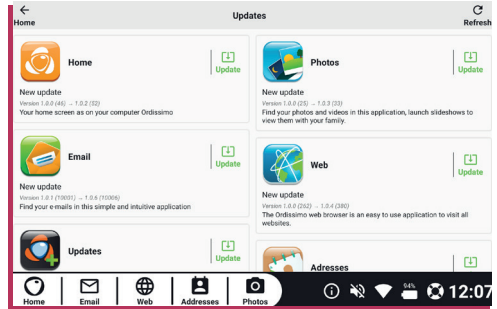 Home
Updates
Refresh
Home
Update
New update
Version 1.0.0 (46) → 1.0.2 (52)
Your home screen as on your computer Ordissimo
Photos
Update
New update
Version 1.0.0 (25) → 1.0.3 (33)
Find your photos and videos in this application, launch slideshows to
view them with your family.
Email
Update
New update
Version 1.0.1 (10001) → 1.0.6 (10006)
Find your e-mails in this simple and intuitive application
Web
Update
New update
Version 1.0.0 (262) → 1.0.4 (380)
The Ordissimo web browser is an easy to use application to visit all
websites.
Updates
Update
Adresses
Home
Email
Web
Addresses
Photos
94%
12:07